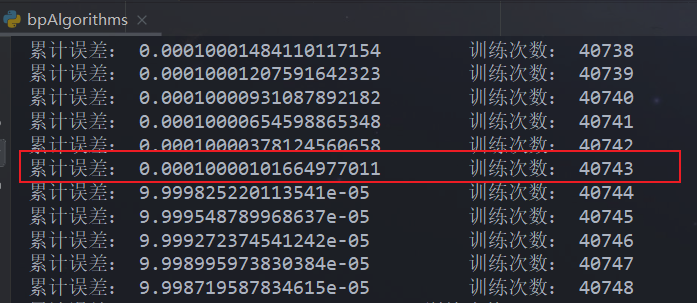 bpAlgorithms ×
累计误差： 0.00010001484110117154 训练次数： 40738
累计误差： 0.00010001207591642323 训练次数： 40739
累计误差： 0.00010000931087892182 训练次数： 40740
累计误差： 0.00010000654598865348 训练次数： 40741
累计误差： 0.00010000378124560658 训练次数： 40742
累计误差： 0.00010000101664977011 训练次数： 40743
累计误差： 9.999825220113541e-05 训练次数： 40744
累计误差： 9.999548789968637e-05 训练次数： 40745
累计误差： 9.999272374541242e-05 训练次数： 40746
累计误差： 9.998995973830384e-05 训练次数： 40747
累计误差： 9.998719587834615e-05 训练次数： 40748